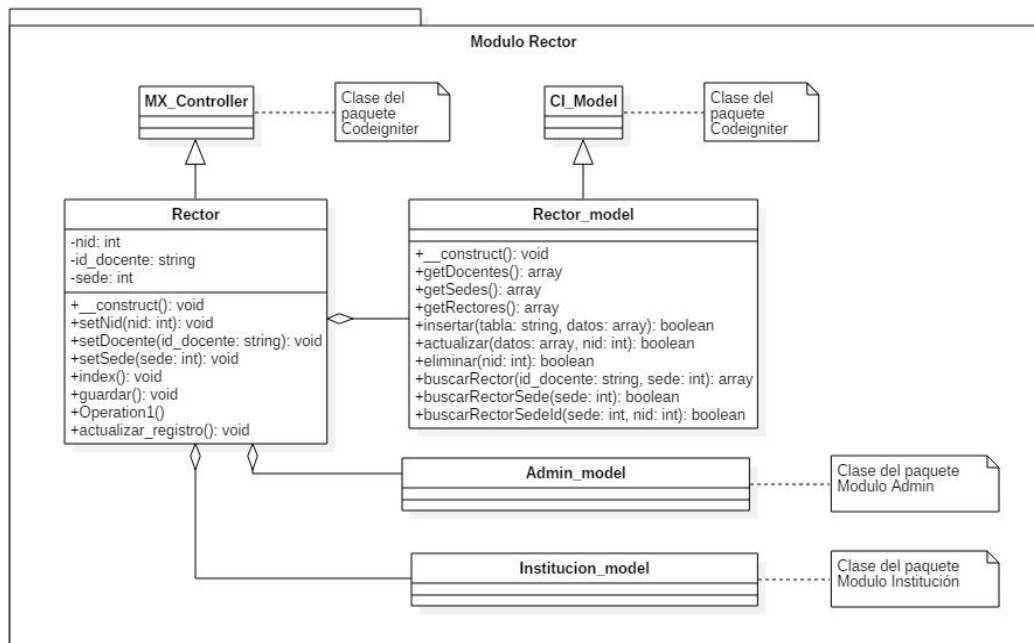 Modulo Rector
MX_Controller
Clase del
paquete
Codeigniter
CI_Model
Clase del
paquete
Codeigniter
Rector
-nid: int
-id_docente: string
-sede: int
+__construct(): void
+setNid(nid: int): void
+setDocente(id_docente: string): void
+setSede(sede: int): void
+index(): void
+guardar(): void
+Operation1()
+actualizar_registro(): void
Rector_model
+__construct(): void
+getDocentes(): array
+getSedes(): array
+getRectores(): array
+insertar(tabla: string, datos: array): boolean
+actualizar(datos: array, nid: int): boolean
+eliminar(nid: int): boolean
+buscarRector(id_docente: string, sede: int): array
+buscarRectorSede(sede: int): boolean
+buscarRectorSedeId(sede: int, nid: int): boolean
Admin_model
Clase del paquete
Modulo Admin
Institucion_model
Clase del paquete
Modulo Institución